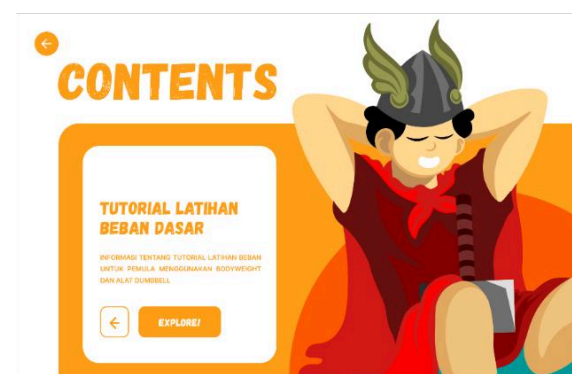 CONTENTS
TUTORIAL LATIHAN
BEBAN DASAR
INFORMASI TENTANG TUTORIAL LATIHAN BEBAN
UNTUK PEMULA MENGGUNAKAN BODYWEIGHT
DAN ALAT DUMBBELL
EXPLORE!